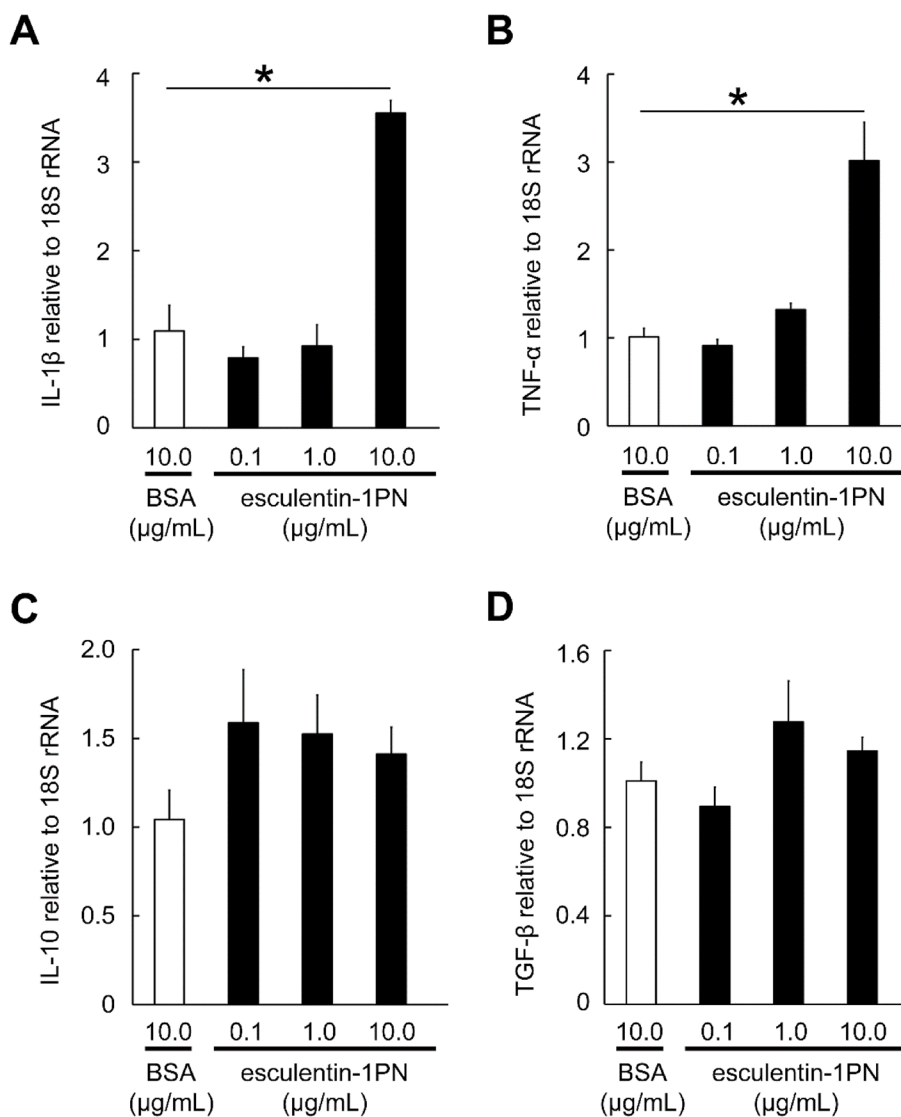 A
*
IL-1β relative to 18S rRNA
4
3
2
1
0
10.0 0.1 1.0 10.0
BSA esculentin-1PN
(μg/mL) (μg/mL)
B
*
TNF-α relative to 18S rRNA
4
3
2
1
0
10.0 0.1 1.0 10.0
BSA esculentin-1PN
(μg/mL) (μg/mL)
C
IL-10 relative to 18S rRNA
2.0
1.5
1.0
0.5
0
10.0 0.1 1.0 10.0
BSA esculentin-1PN
(μg/mL) (μg/mL)
D
TGF-β relative to 18S rRNA
1.6
1.2
0.8
0.4
0
10.0 0.1 1.0 10.0
BSA esculentin-1PN
(μg/mL) (μg/mL)